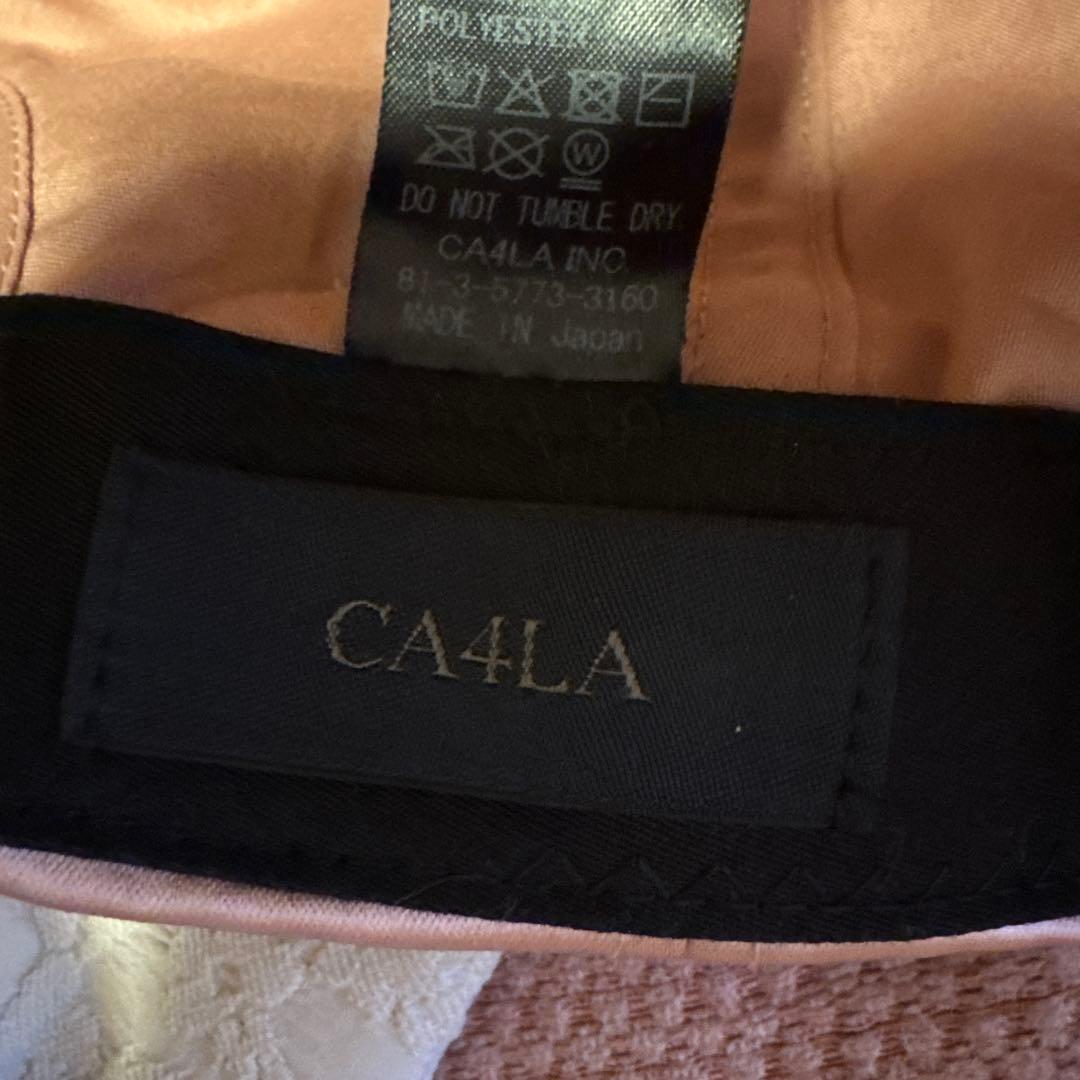 POLYESTER
W
DO NOT TUMBLE DRY
CA4LA INC.
81-3-5773-3160
MADE IN Japan
CA4LA